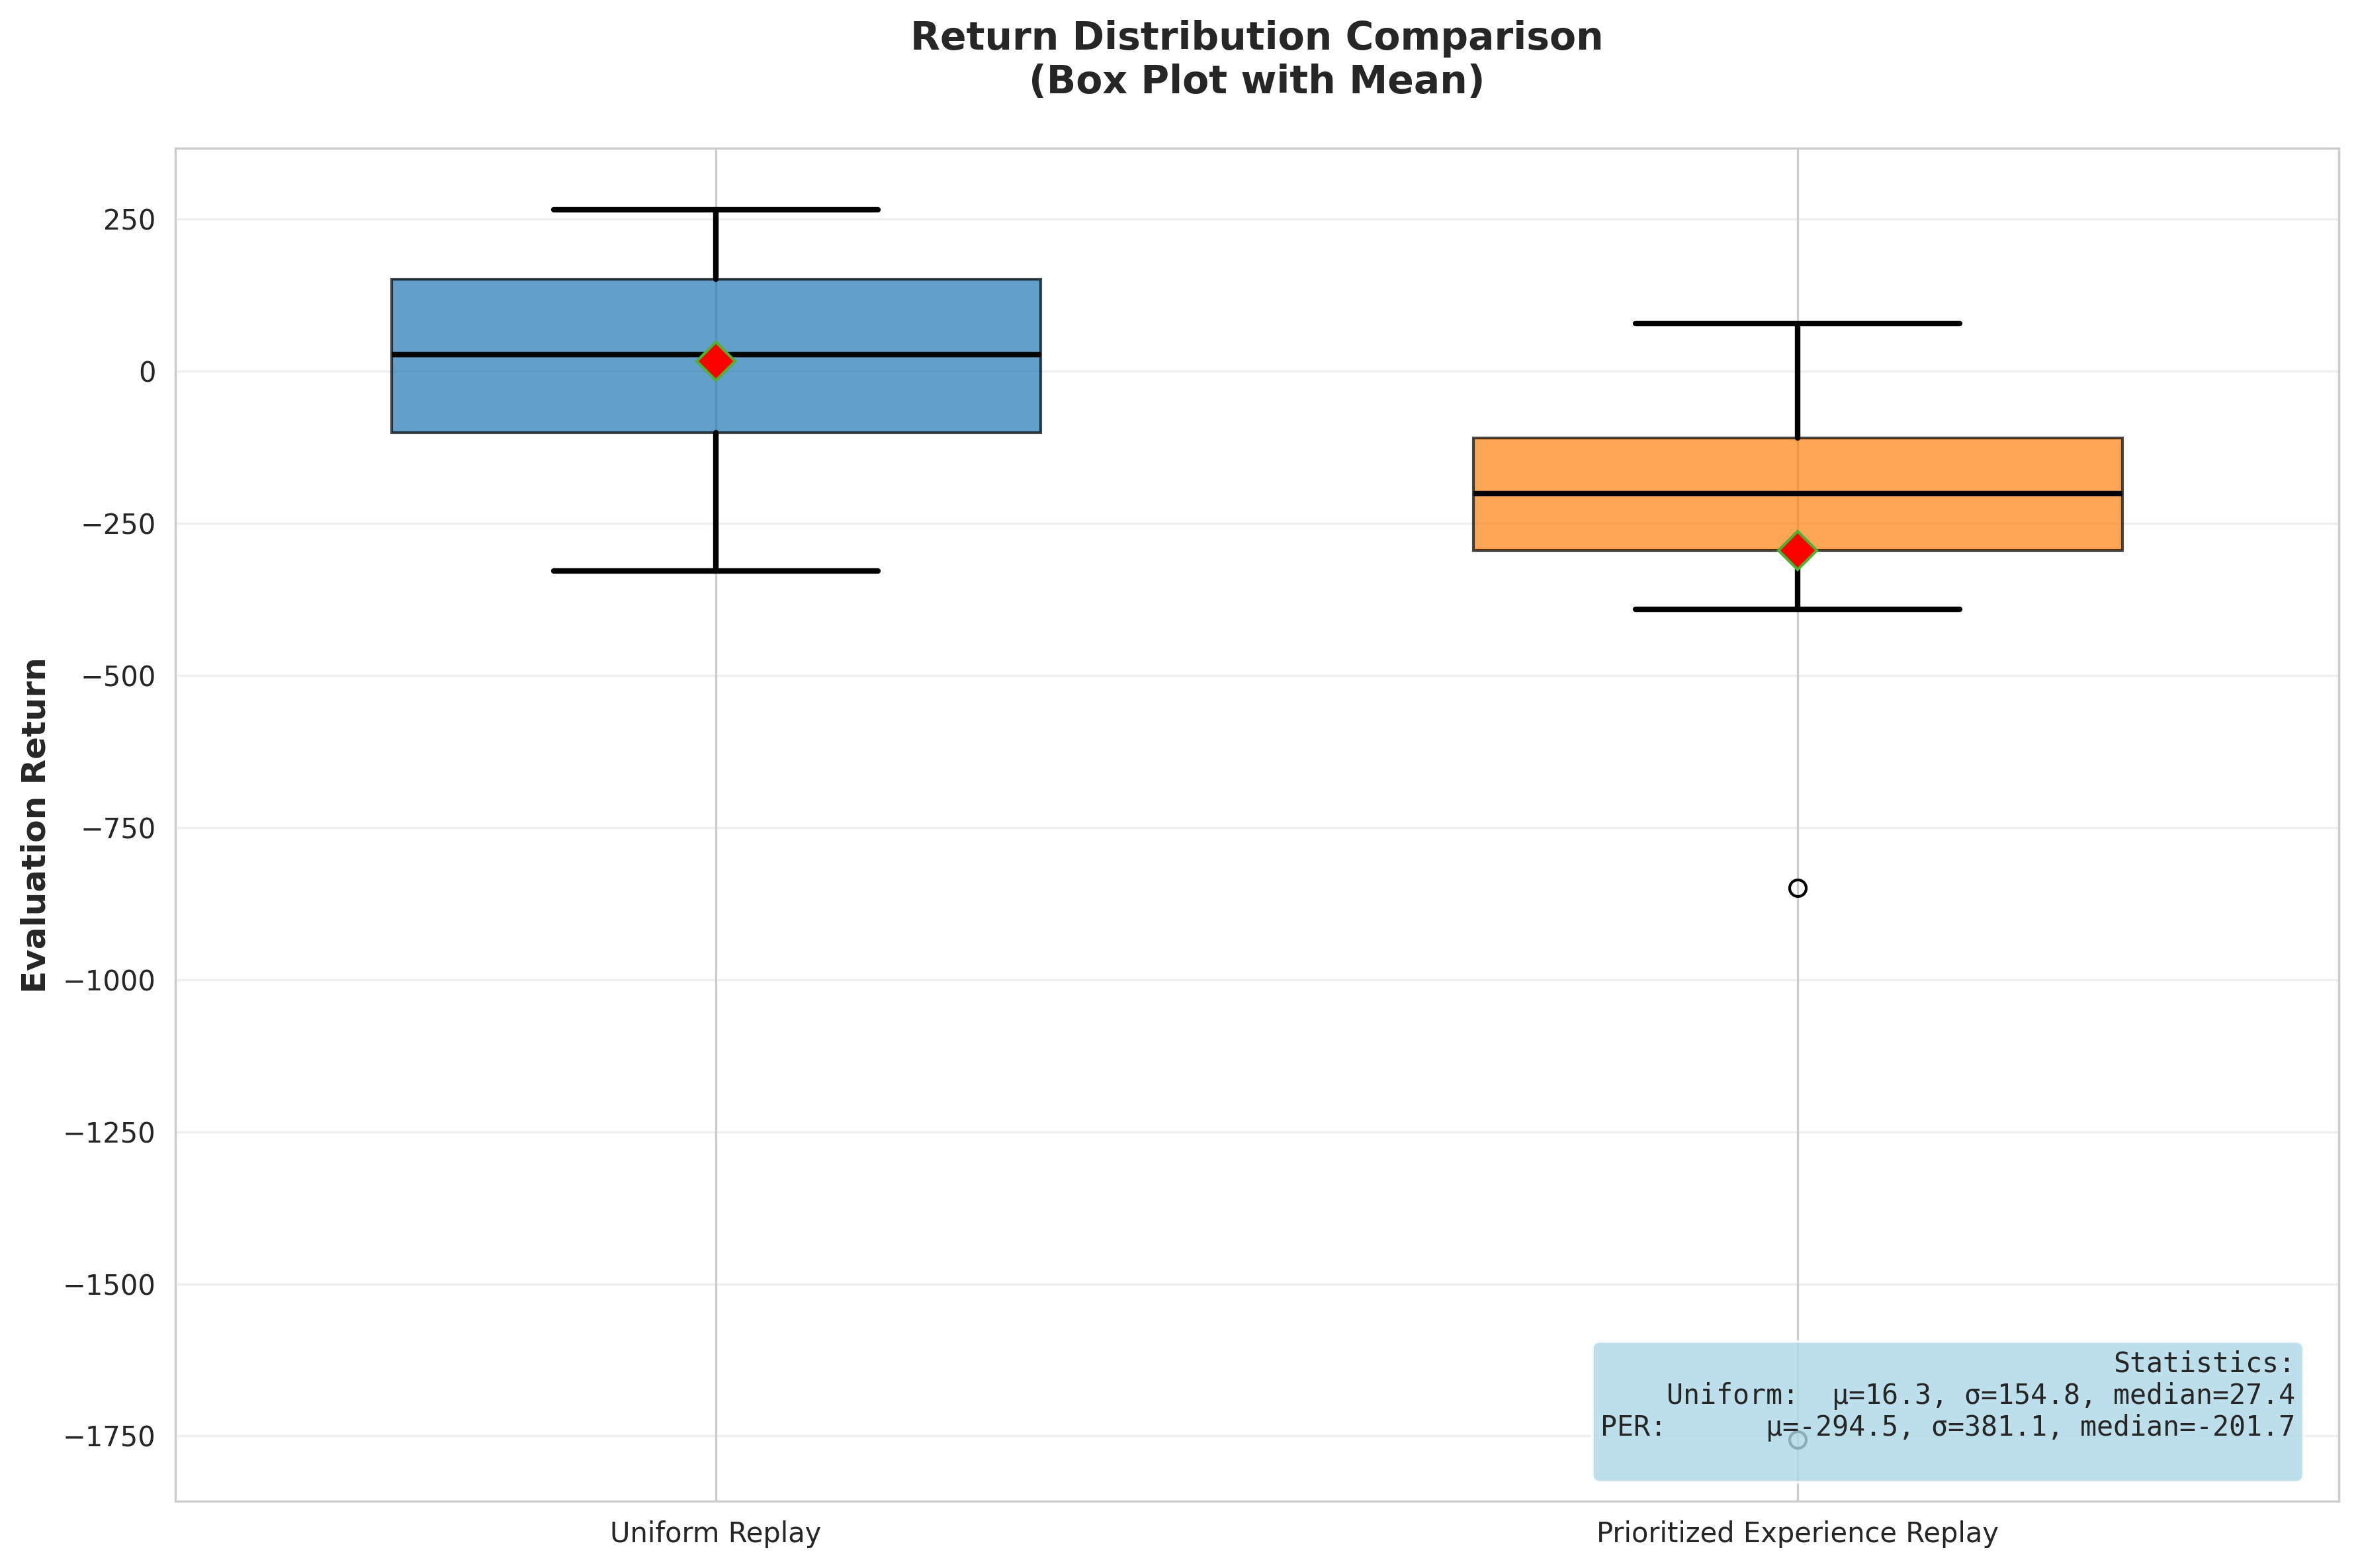 Return Distribution Comparison
(Box Plot with Mean)
Evaluation Return
250
0
−250
−500
−750
−1000
−1250
−1500
−1750
Statistics:
Uniform:  μ=16.3, σ=154.8, median=27.4
PER:      μ=-294.5, σ=381.1, median=-201.7
Uniform Replay
Prioritized Experience Replay